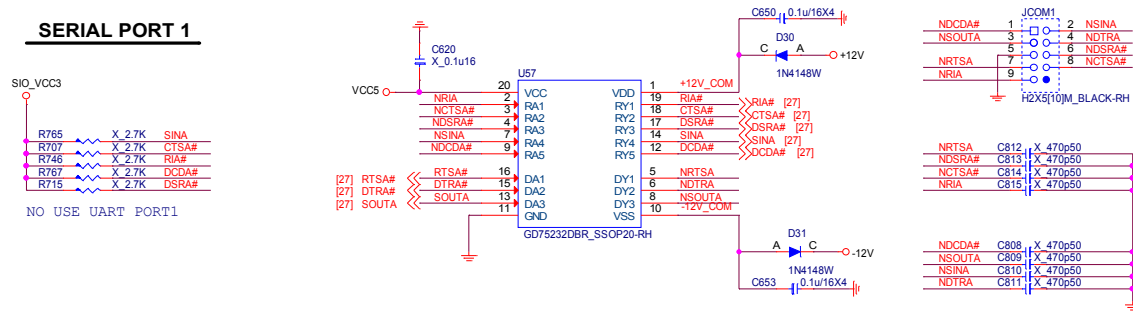 SERIAL PORT 1
SIO_VCC3
R765 X_2.7K SINA
R707 X_2.7K CTSA#
R746 X_2.7K RIA#
R767 X_2.7K DCDA#
R715 X_2.7K DSRA#
NO USE UART PORT1
C620
X_0.1u16
VCC5
U57
20 VCC VDD 1 +12V_COM
NRIA 2 RA1 RY1 19 RIA# RIA# [27]
NCTSA# 3 RA2 RY2 18 CTSA# CTSA# [27]
NDSRA# 4 RA3 RY3 17 DSRA# DSRA# [27]
NSINA 7 RA4 RY4 14 SINA SINA [27]
NDCDA# 9 RA5 RY5 12 DCDA# DCDA# [27]
[27] RTSA# RTSA# 16 DA1 DY1 5 NRTSA
[27] DTRA# DTRA# 15 DA2 DY2 6 NDTRA
[27] SOUTA SOUTA 13 DA3 DY3 8 NSOUTA
11 GND VSS 10 -12V_COM
GD75232DBR_SSOP20-RH
C650 0.1u/16X4
D30
C A +12V
1N4148W
D31
A C -12V
1N4148W
C653 0.1u/16X4
JCOM1
NDCDA# 1 2 NSINA
NSOUTA 3 4 NDTRA
5 6 NDSRA#
NRTSA 7 8 NCTSA#
NRIA 9
H2X5[10]M_BLACK-RH
NRTSA C812 X_470p50
NDSRA# C813 X_470p50
NCTSA# C814 X_470p50
NRIA C815 X_470p50
NDCDA# C808 X_470p50
NSOUTA C809 X_470p50
NSINA C810 X_470p50
NDTRA C811 X_470p50